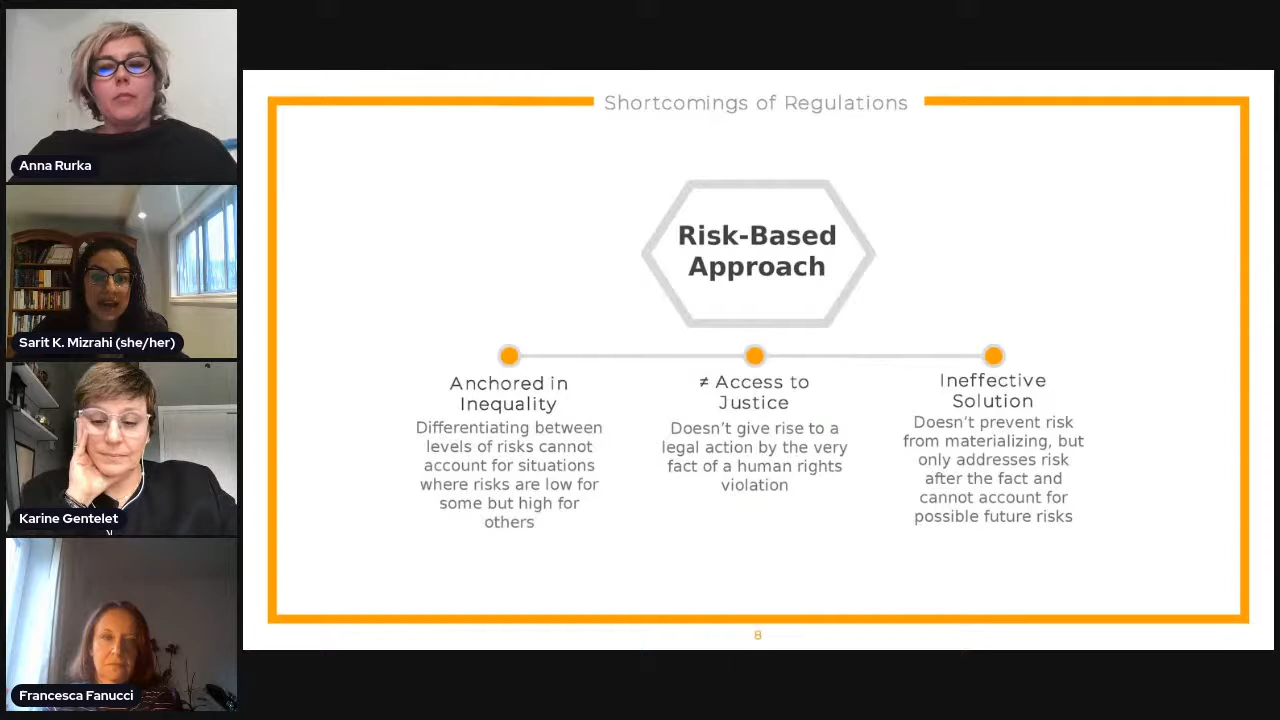 Anna Rurka
Sarit K. Mizrahi (she/her)
Karine Gentelet
Francesca Fanucci
Shortcomings of Regulations
Risk-Based
Approach
Anchored in
Inequality
Differentiating between
levels of risks cannot
account for situations
where risks are low for
some but high for
others
≠ Access to
Justice
Doesn’t give rise to a
legal action by the very
fact of a human rights
violation
Ineffective
Solution
Doesn’t prevent risk
from materializing, but
only addresses risk
after the fact and
cannot account for
possible future risks
8